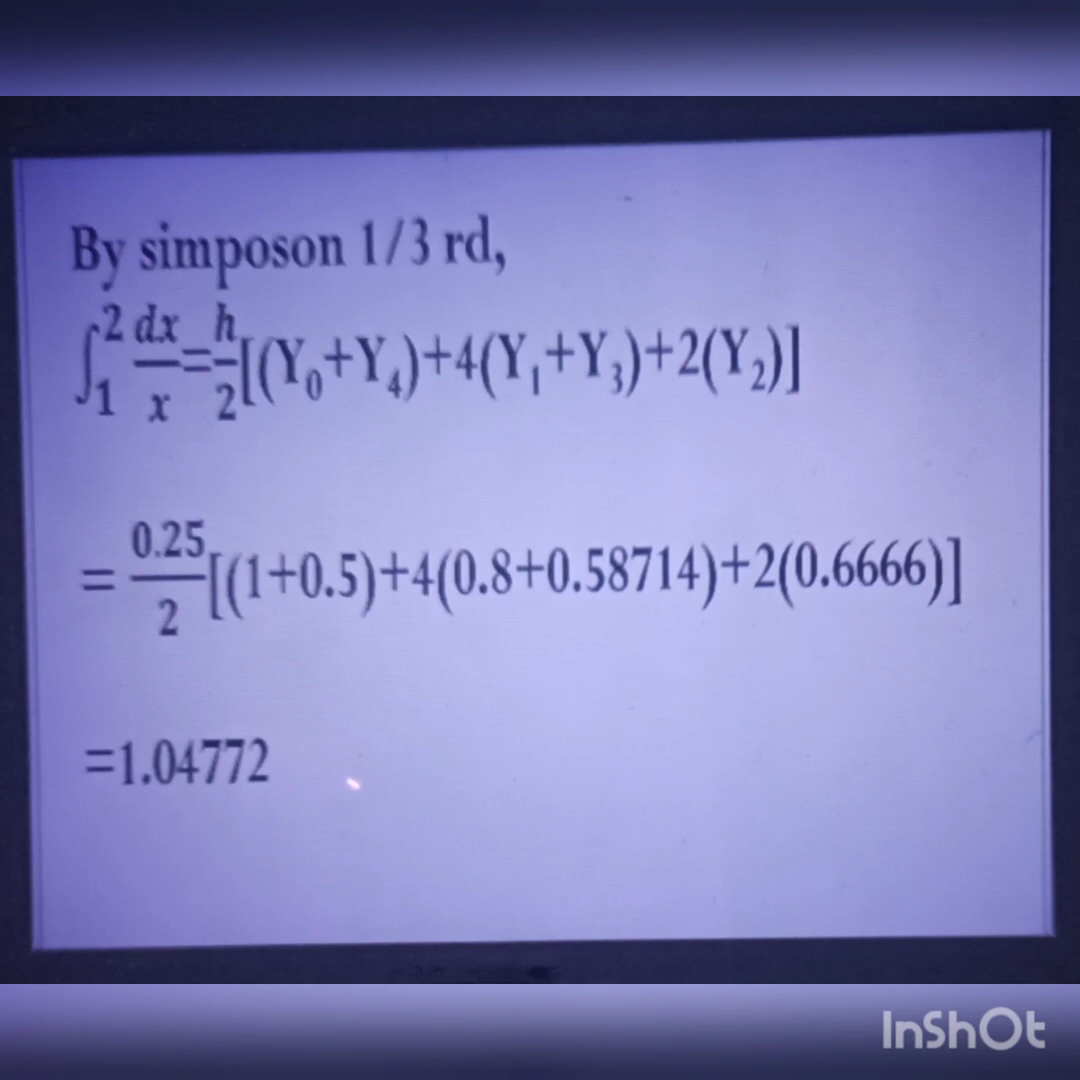 By simposon 1/3 rd,
∫₁² dx/x = h/2 [(Y₀+Y₄)+4(Y₁+Y₃)+2(Y₂)]
= 0.25/2 [(1+0.5)+4(0.8+0.58714)+2(0.6666)]
=1.04772
InShOt